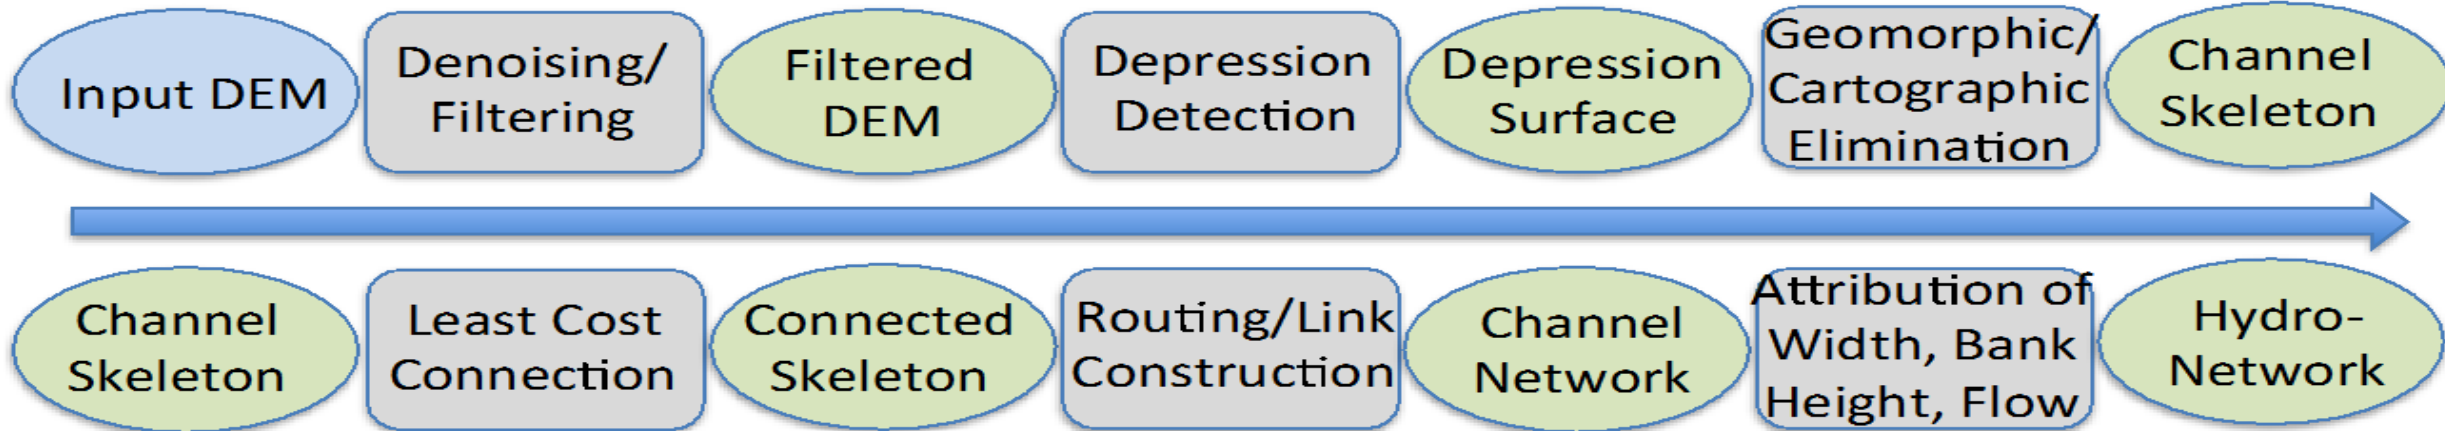 Input DEM
Denoising/
Filtering
Filtered
DEM
Depression
Detection
Depression
Surface
Geomorphic/
Cartographic
Elimination
Channel
Skeleton
Channel
Skeleton
Least Cost
Connection
Connected
Skeleton
Routing/Link
Construction
Channel
Network
Attribution of
Width, Bank
Height, Flow
Hydro-
Network